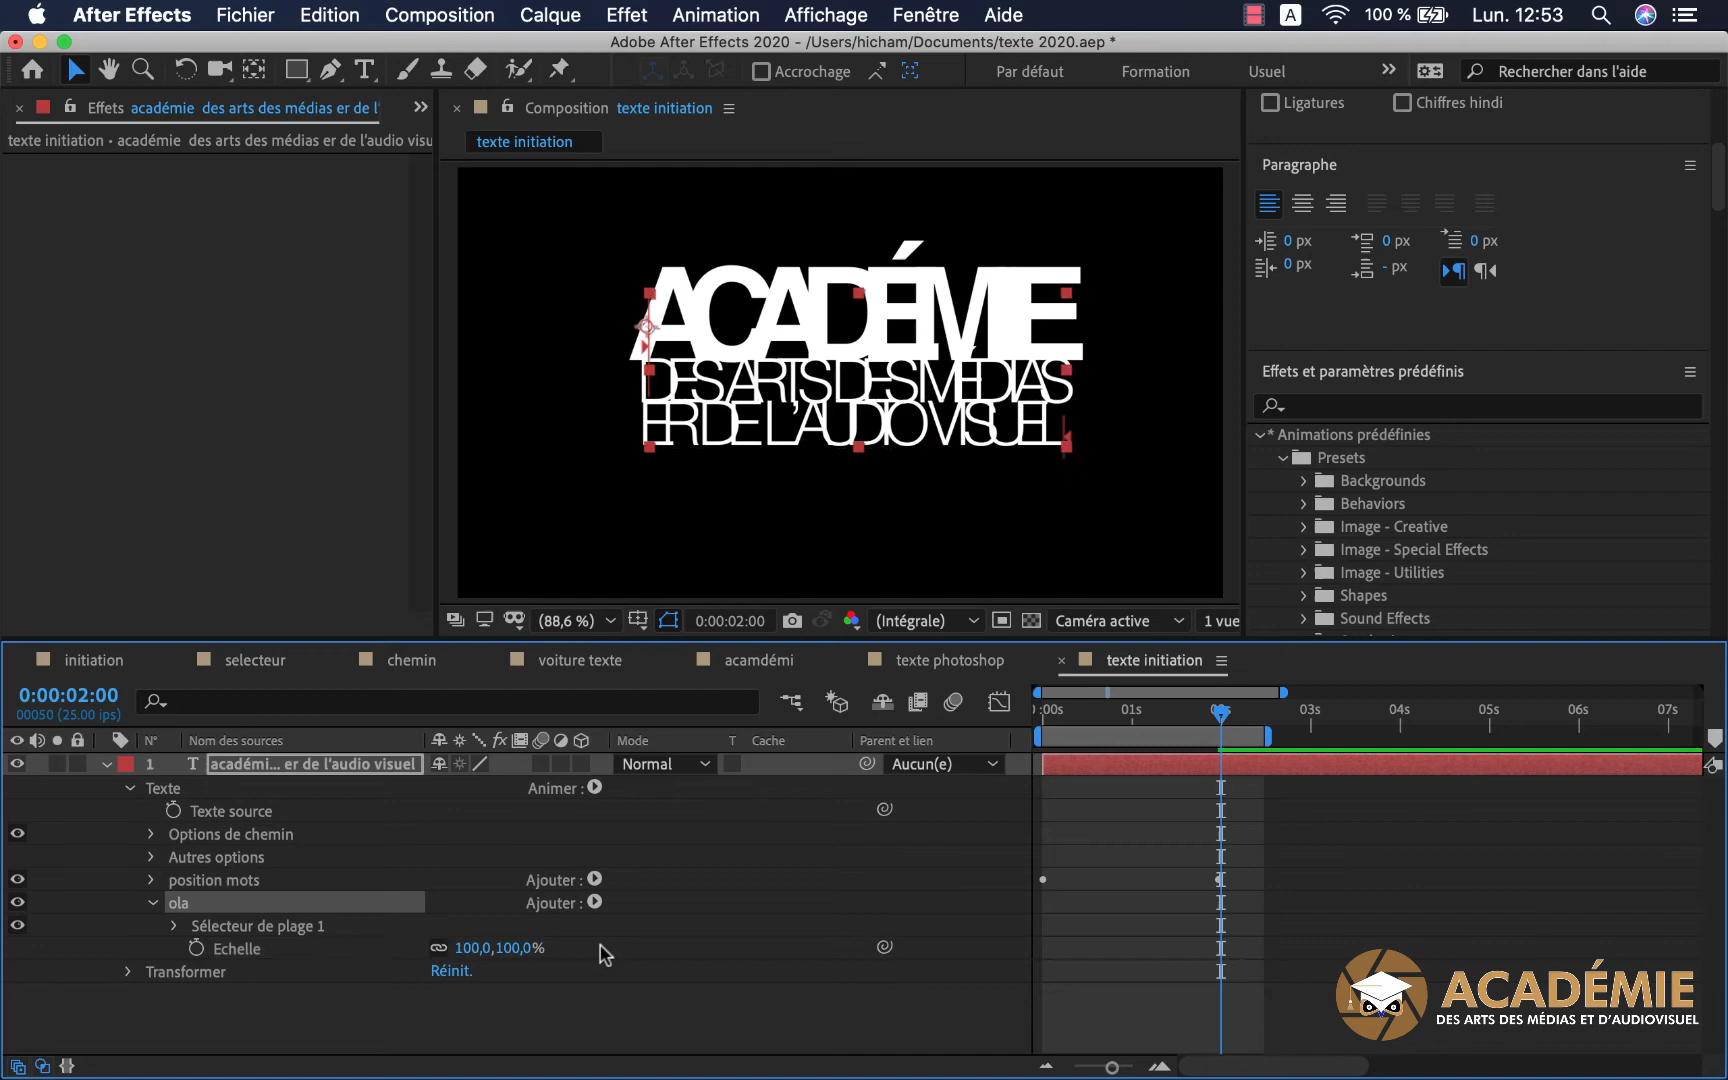 After Effects Fichier Edition Composition Calque Effet Animation Affichage Fenêtre Aide A 100 % Lun. 12:53
Adobe After Effects 2020 - /Users/hicham/Documents/texte 2020.aep *
T Accrochage Par défaut Formation Usuel Rechercher dans l'aide
Effets académie des arts des médias er de l'
Composition texte initiation
Ligatures Chiffres hindi
texte initiation • académie des arts des médias er de l'audio visu
texte initiation
Paragraphe
0 px 0 px 0 px
0 px - px
ACADÉMIE
DES ARTS DES MÉDIAS
ER DE L'AUDIO VISUEL
Effets et paramètres prédéfinis
* Animations prédéfinies
Presets
Backgrounds
Behaviors
Image - Creative
Image - Special Effects
Image - Utilities
Shapes
Sound Effects
(88,6 %) 0:00:02:00 (Intégrale) Caméra active 1 vue
initiation selecteur chemin voiture texte acamdémi texte photoshop texte initiation
0:00:02:00
00050 (25.00 ips)
:00s 01s 03s 04s 05s 06s 07s
N° Nom des sources fx Mode T Cache Parent et lien
1 T académi... er de l'audio visuel Normal Aucun(e)
Texte Animer :
Texte source
Options de chemin
Autres options
position mots Ajouter :
ola Ajouter :
Sélecteur de plage 1
Echelle 100,0,100,0%
Transformer Réinit.
ACADÉMIE
DES ARTS DES MÉDIAS ET D'AUDIOVISUEL